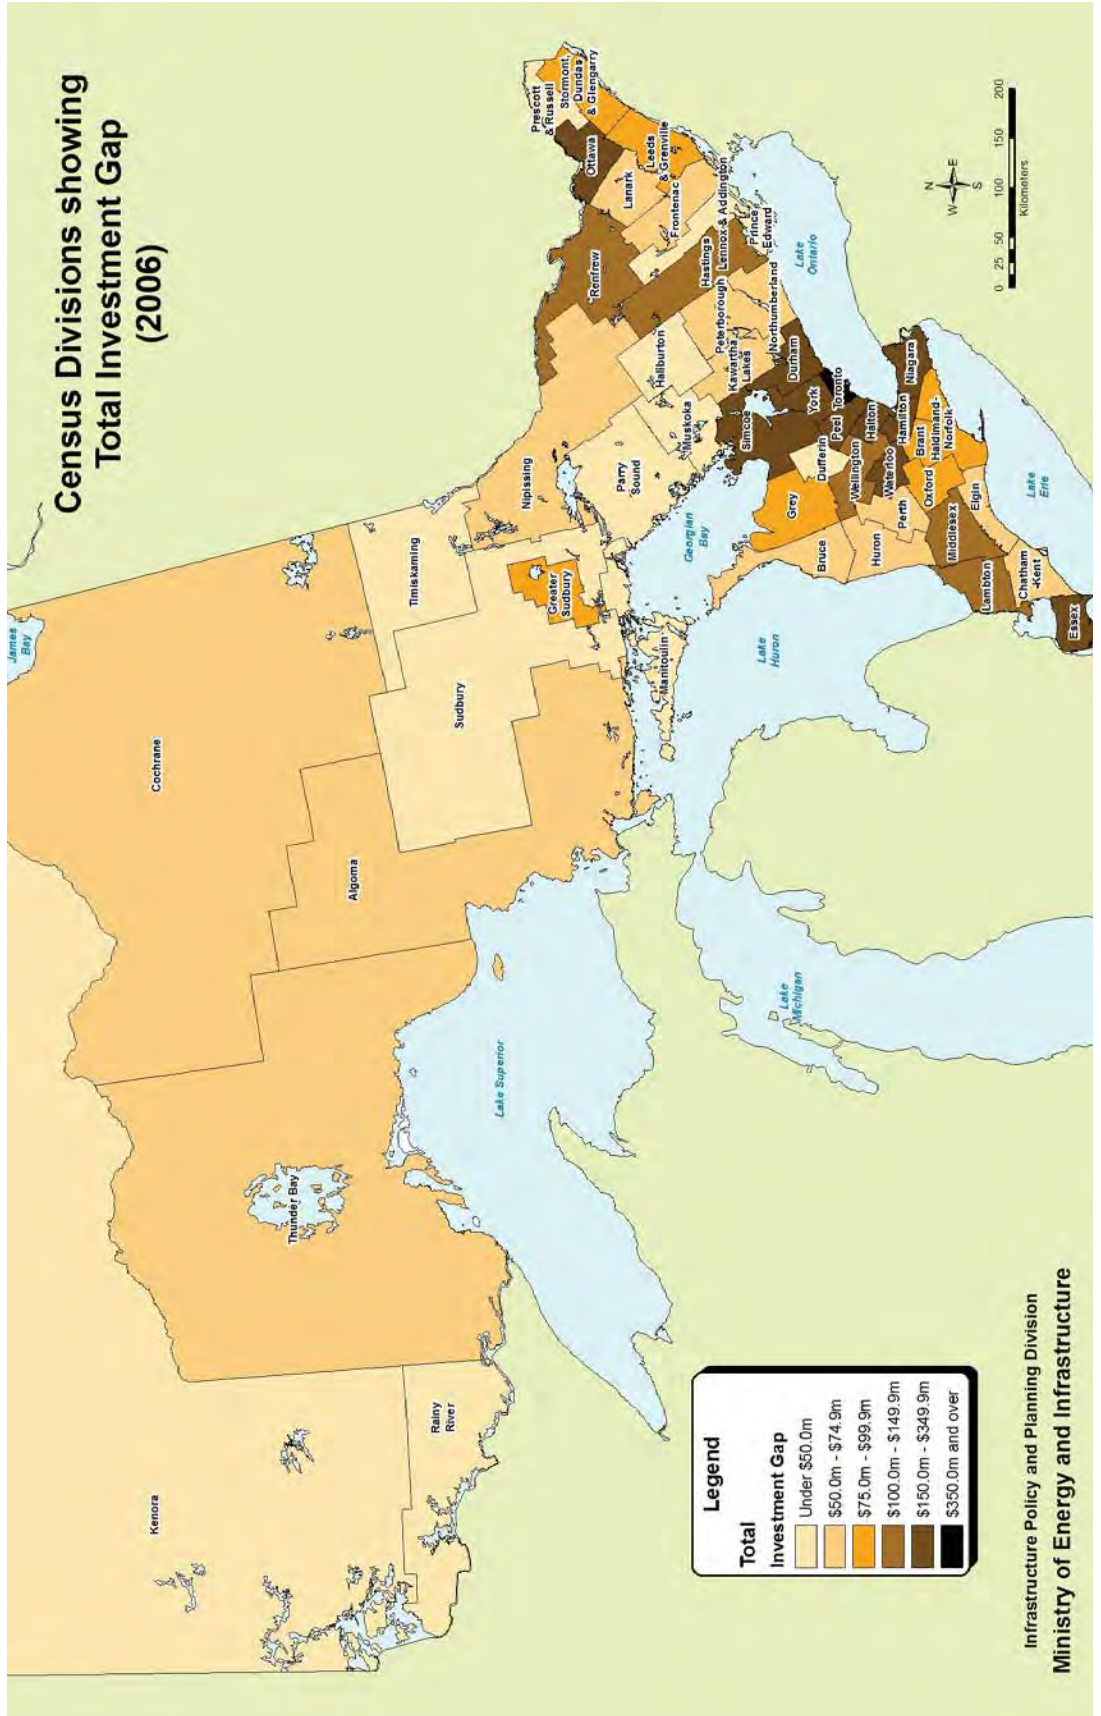 Census Divisions showing
Total Investment Gap
(2006)
James
Bay
Kenora
Cochrane
Thunder Bay
Algoma
Rainy
River
Timiskaming
Sudbury
Greater
Sudbury
Nipissing
Lake Superior
Manitoulin
Parry
Sound
Muskoka
Haliburton
Renfrew
Ottawa
Prescott
& Russell
Stormont,
Dundas
& Glengarry
Lanark
Leeds
& Grenville
Frontenac
Lennox & Addington
Hastings
Prince
Edward
Peterborough
Northumberland
Kawartha
Lakes
Georgian
Bay
Lake
Huron
Lake
Michigan
Lake
Ontario
Lake
Erie
Simcoe
Durham
York
Toronto
Peel
Dufferin
Halton
Grey
Bruce
Wellington
Waterloo
Hamilton
Niagara
Huron
Perth
Brant
Haldimand-
Norfolk
Oxford
Middlesex
Elgin
Lambton
Chatham
Kent
Essex
N
W
E
S
0 25 50 100 150 200
Kilometers
Legend
Total
Investment Gap
Under $50.0m
$50.0m - $74.9m
$75.0m - $99.9m
$100.0m - $149.9m
$150.0m - $349.9m
$350.0m and over
Infrastructure Policy and Planning Division
Ministry of Energy and Infrastructure